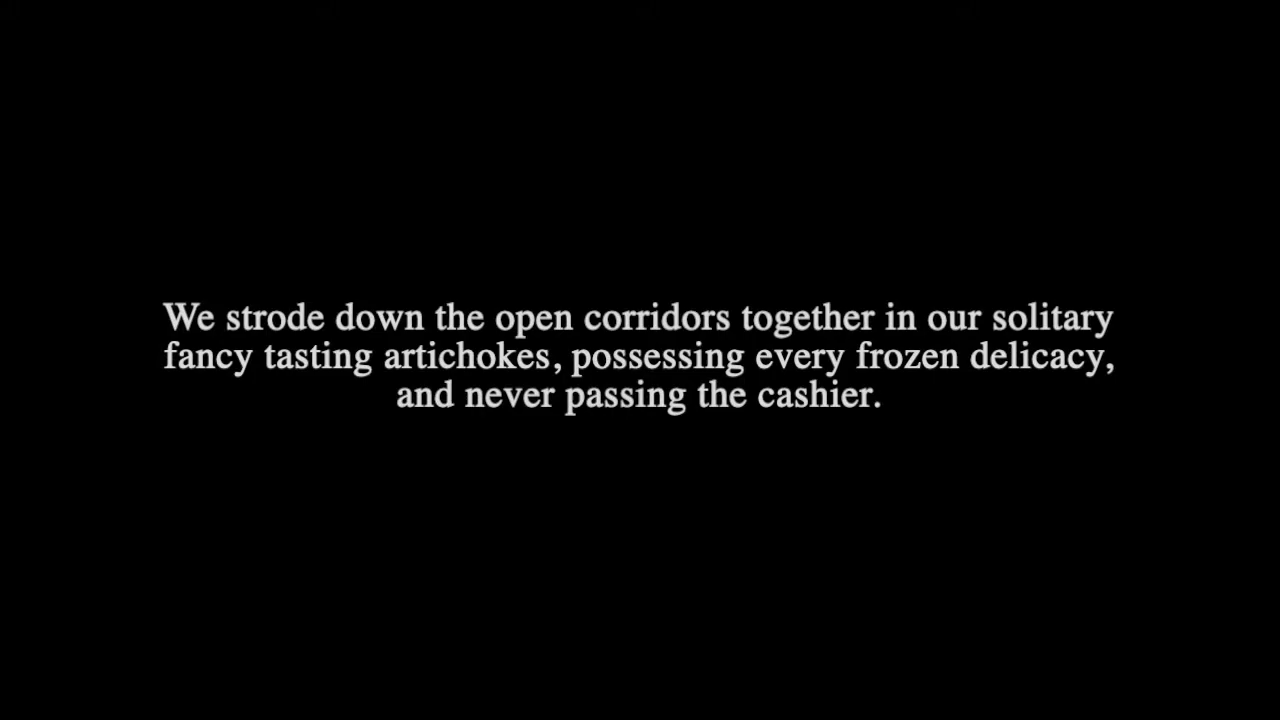 We strode down the open corridors together in our solitary
fancy tasting artichokes, possessing every frozen delicacy,
and never passing the cashier.